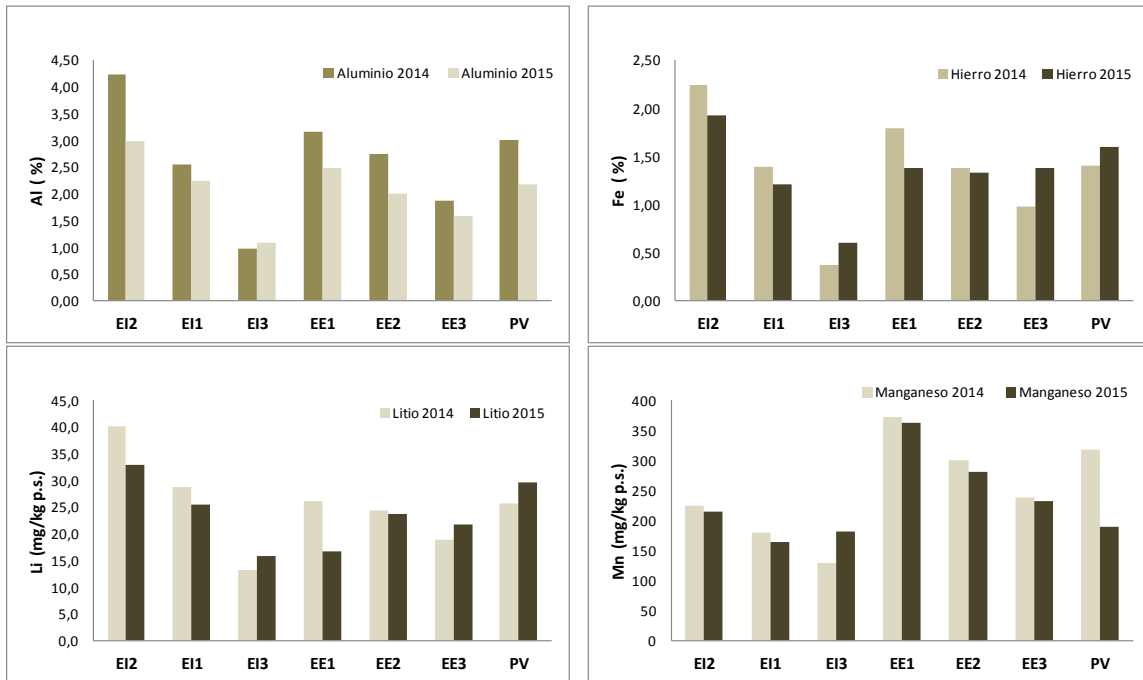 Aluminio 2014 Aluminio 2015
Al ( %)
4,50
4,00
3,50
3,00
2,50
2,00
1,50
1,00
0,50
0,00
EI2 EI1 EI3 EE1 EE2 EE3 PV
Hierro 2014 Hierro 2015
Fe (%)
2,50
2,00
1,50
1,00
0,50
0,00
EI2 EI1 EI3 EE1 EE2 EE3 PV
Litio 2014 Litio 2015
Li (mg/kg p.s.)
45,0
40,0
35,0
30,0
25,0
20,0
15,0
10,0
5,0
0,0
EI2 EI1 EI3 EE1 EE2 EE3 PV
Manganeso 2014 Manganeso 2015
Mn (mg/kg p.s.)
400
350
300
250
200
150
100
50
0
EI2 EI1 EI3 EE1 EE2 EE3 PV